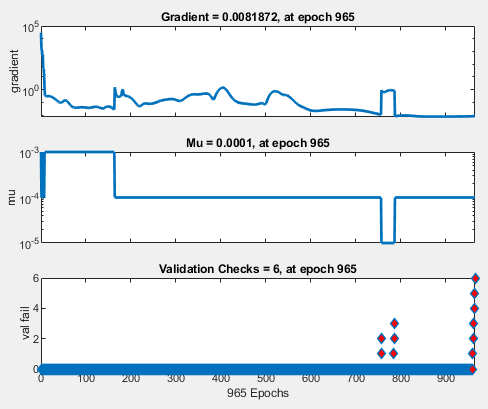 Gradient = 0.0081872, at epoch 965
10^5
10^0
gradient
Mu = 0.0001, at epoch 965
10^-3
10^-4
10^-5
mu
Validation Checks = 6, at epoch 965
6
4
2
0
val fail
0 100 200 300 400 500 600 700 800 900
965 Epochs